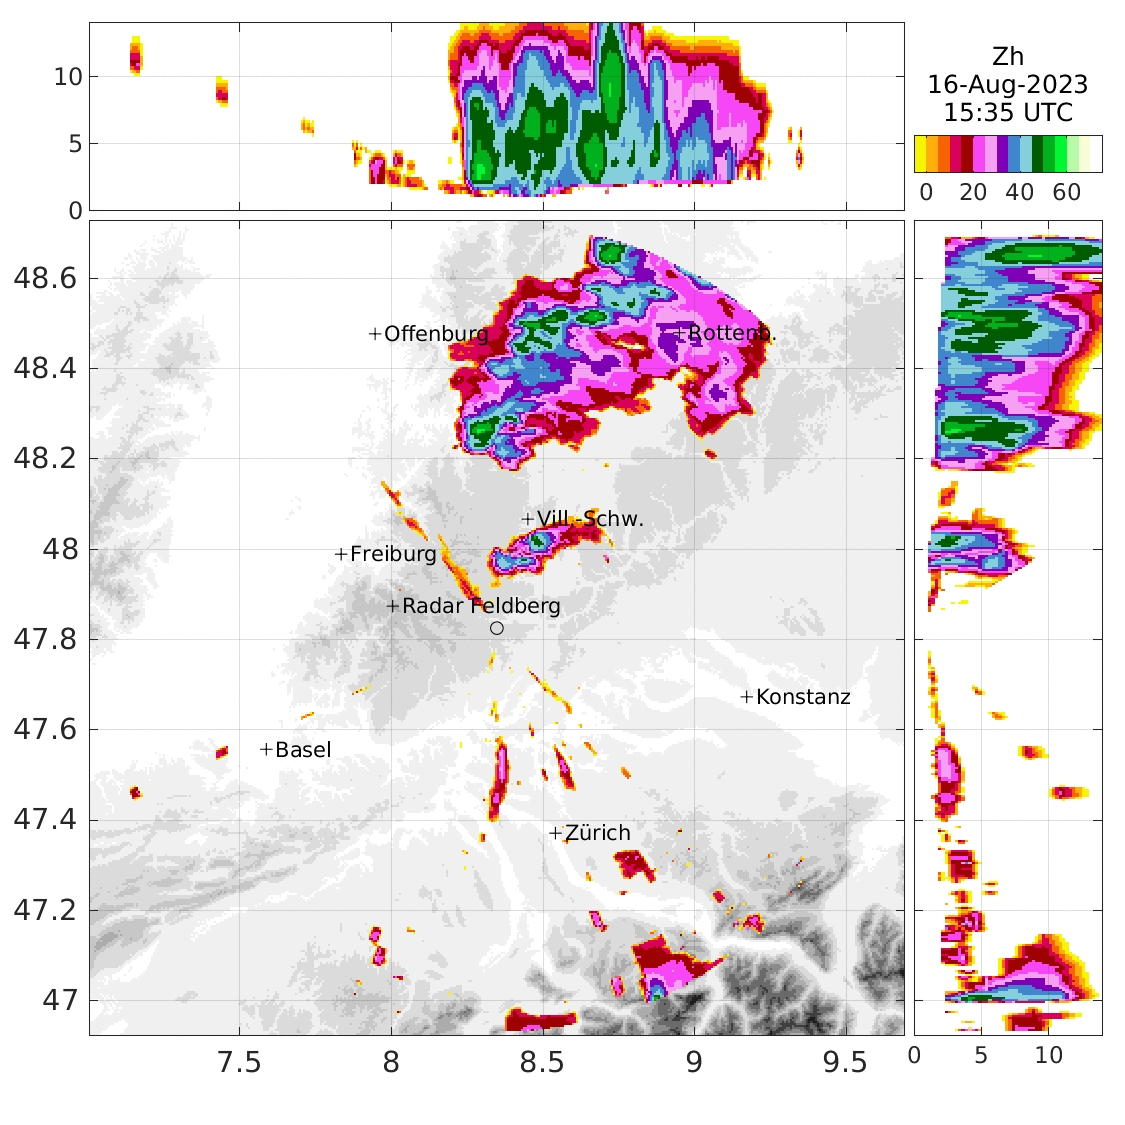 10
5
0
Zh
16-Aug-2023
15:35 UTC
0 20 40 60
48.6
48.4
48.2
48
47.8
47.6
47.4
47.2
47
+Offenburg
+Rottenb.
+Vill.-Schw.
+Freiburg
+Radar Feldberg
+Konstanz
+Basel
+Zürich
7.5 8 8.5 9 9.5
0 5 10